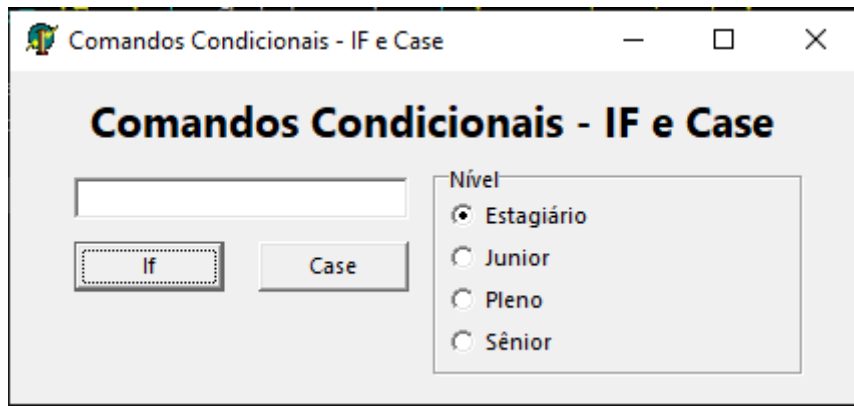 Comandos Condicionais - IF e Case
Comandos Condicionais - IF e Case
Nível
Estagiário
If
Case
Junior
Pleno
Sênior